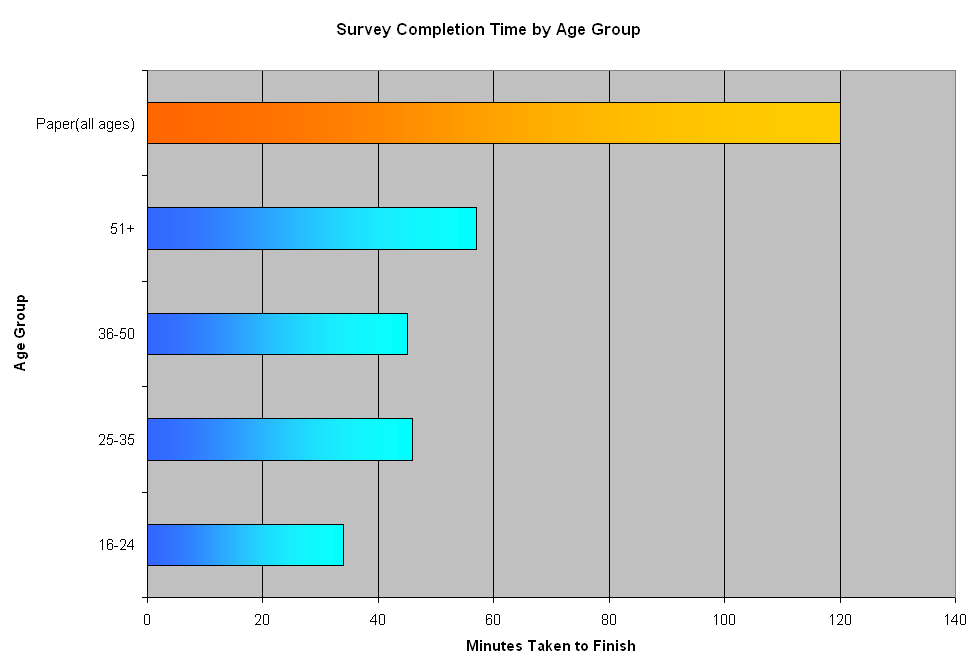 Survey Completion Time by Age Group
Paper(all ages)
51+
36-50
25-35
16-24
Age Group
0 20 40 60 80 100 120 140
Minutes Taken to Finish